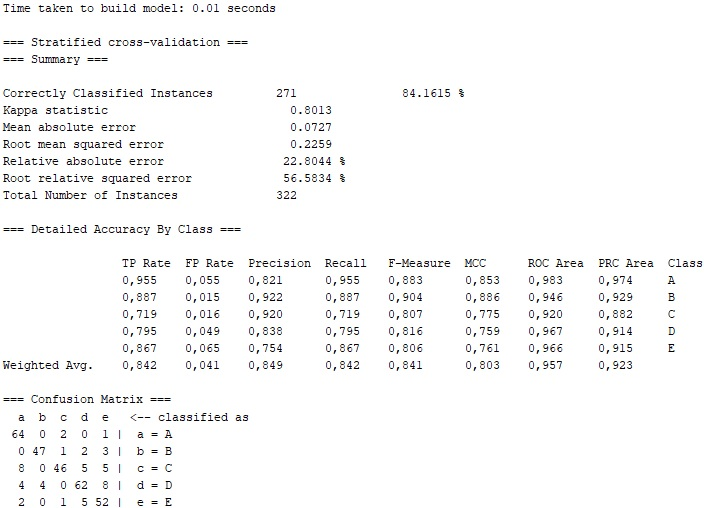 Time taken to build model: 0.01 seconds
=== Stratified cross-validation ===
=== Summary ===
Correctly Classified Instances 271 84.1615 %
Kappa statistic 0.8013
Mean absolute error 0.0727
Root mean squared error 0.2259
Relative absolute error 22.8044 %
Root relative squared error 56.5834 %
Total Number of Instances 322
=== Detailed Accuracy By Class ===
TP Rate FP Rate Precision Recall F-Measure MCC ROC Area PRC Area Class
0,955 0,055 0,821 0,955 0,883 0,853 0,983 0,974 A
0,887 0,015 0,922 0,887 0,904 0,886 0,946 0,929 B
0,719 0,016 0,920 0,719 0,807 0,775 0,920 0,882 C
0,795 0,049 0,838 0,795 0,816 0,759 0,967 0,914 D
0,867 0,065 0,754 0,867 0,806 0,761 0,966 0,915 E
Weighted Avg. 0,842 0,041 0,849 0,842 0,841 0,803 0,957 0,923
=== Confusion Matrix ===
a b c d e <-- classified as
64 0 2 0 1 | a = A
0 47 1 2 3 | b = B
8 0 46 5 5 | c = C
4 4 0 62 8 | d = D
2 0 1 5 52 | e = E